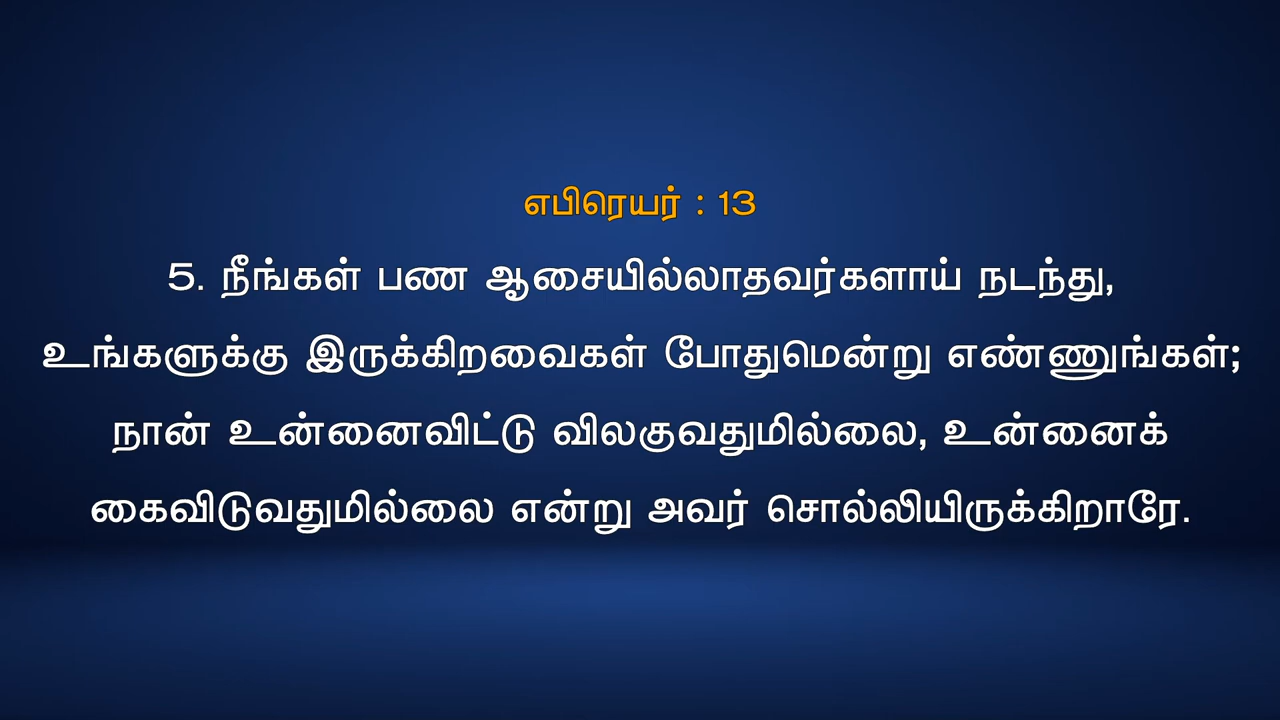 எபிரெயர் : 13
5. நீங்கள் பண ஆசையில்லாதவர்களாய் நடந்து,
உங்களுக்கு இருக்கிறவைகள் போதுமென்று எண்ணுங்கள்;
நான் உன்னைவிட்டு விலகுவதுமில்லை, உன்னைக்
கைவிடுவதுமில்லை என்று அவர் சொல்லியிருக்கிறாரே.